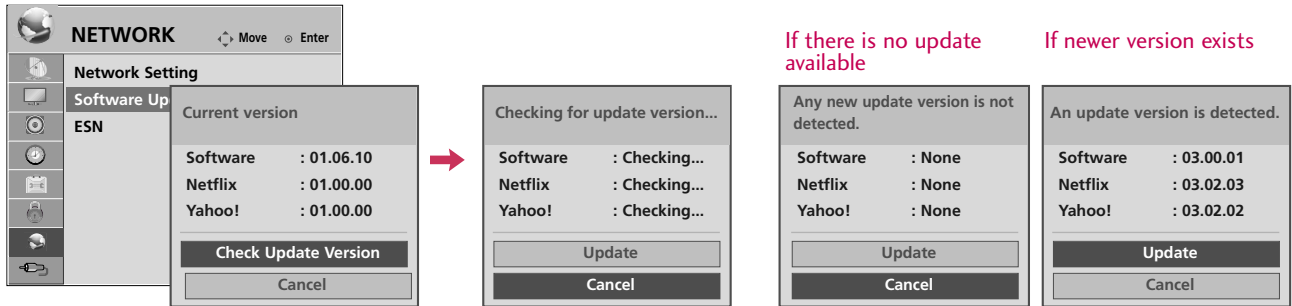 NETWORK
Move
Enter
Network Setting
Software Up
ESN
Current version
Software : 01.06.10
Netflix : 01.00.00
Yahoo! : 01.00.00
Check Update Version
Cancel
Checking for update version...
Software : Checking...
Netflix : Checking...
Yahoo! : Checking...
Update
Cancel
If there is no update
available
Any new update version is not
detected.
Software : None
Netflix : None
Yahoo! : None
Update
Cancel
If newer version exists
An update version is detected.
Software : 03.00.01
Netflix : 03.02.03
Yahoo! : 03.02.02
Update
Cancel